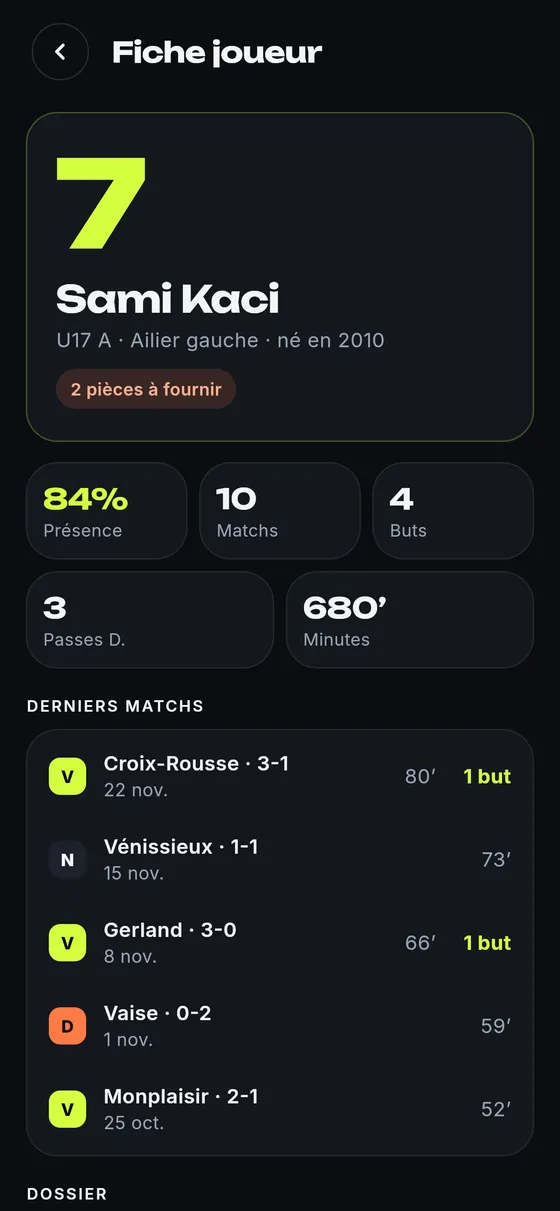 Fiche joueur
7
Sami Kaci
U17 A · Ailier gauche · né en 2010
2 pièces à fournir
84% 10 4
Présence Matchs Buts
3 680’
Passes D. Minutes
DERNIERS MATCHS
V Croix-Rousse · 3-1 80′ 1 but
22 nov.
N Vénissieux · 1-1 73′
15 nov.
V Gerland · 3-0 66′ 1 but
8 nov.
D Vaise · 0-2 59′
1 nov.
V Monplaisir · 2-1 52′
25 oct.
DOSSIER